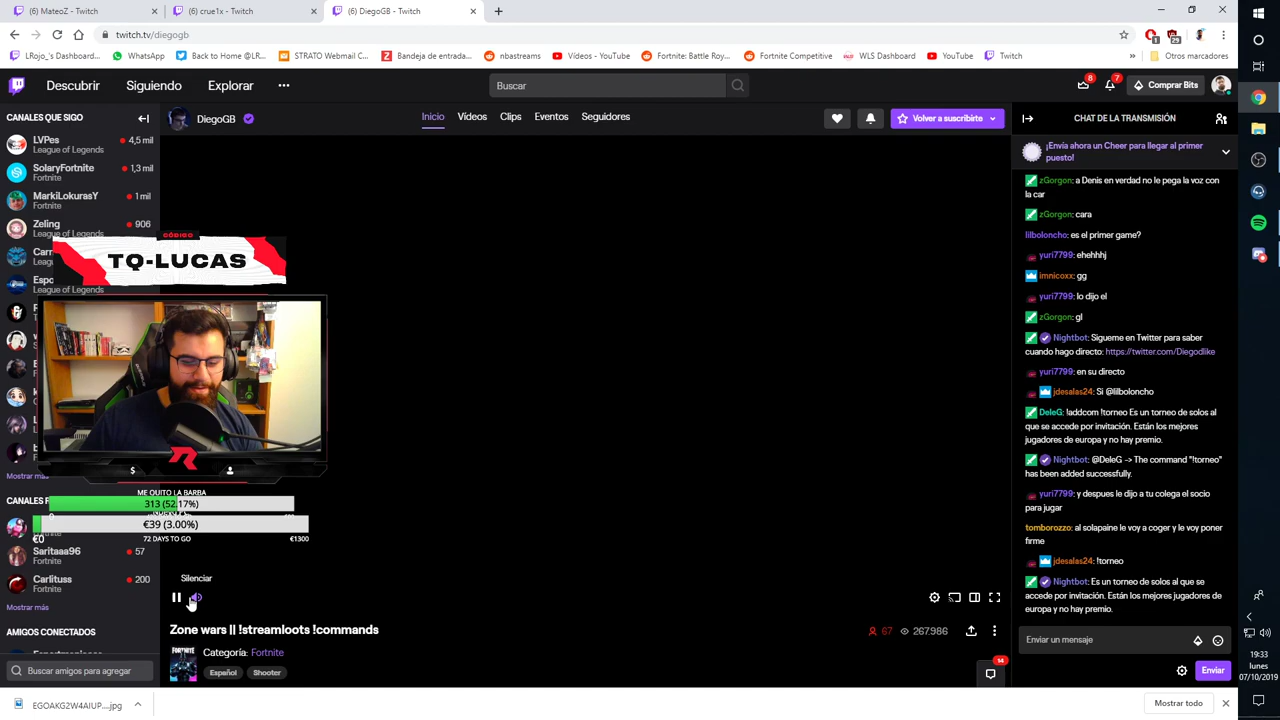 (6) MateoZ - Twitch
(6) crue1x - Twitch
(6) DiegoGB - Twitch
twitch.tv/diegogb
LRojo_'s Dashboard...
WhatsApp
Back to Home @LR...
STRATO Webmail C...
Bandeja de entrada...
nbastreams
Vídeos - YouTube
Fortnite: Battle Roy...
Fortnite Competitive
WLS Dashboard
YouTube
Twitch
Otros marcadores
Descubrir
Siguiendo
Explorar
Buscar
8
7
Comprar Bits
CANALES QUE SIGO
LVPes
4,5 mil
League of Legends
SolaryFortnite
1,3 mil
Fortnite
MarkiLokurasY
1 mil
Fortnite
Zeling
906
League of Legends
Mostrar más
Saritaaa96
57
Fortnite
Carlituss
200
Fortnite
Mostrar más
AMIGOS CONECTADOS
Buscar amigos para agregar
DiegoGB
Inicio
Vídeos
Clips
Eventos
Seguidores
Volver a suscribirte
CÓDIGO
TQ-LUCAS
ME QUITO LA BARBA
313 (52.17%)
€39 (3.00%)
€0
72 DAYS TO GO
€1300
Silenciar
Zone wars || !streamloots !commands
67
267.986
Categoría: Fortnite
Español
Shooter
14
CHAT DE LA TRANSMISIÓN
¡Envía ahora un Cheer para llegar al primer
puesto!
zGorgon: a Denis en verdad no le pega la voz con
la car
zGorgon: cara
lilboloncho: es el primer game?
yuri7799: ehehhhj
imnicoxx: gg
yuri7799: lo dijo el
zGorgon: gl
Nightbot: Sigueme en Twitter para saber
cuando hago directo: https://twitter.com/Diegodlike
yuri7799: en su directo
jdesalas24: Si @lilboloncho
DeleG: !addcom !torneo Es un torneo de solos al
que se accede por invitación. Están los mejores
jugadores de europa y no hay premio.
Nightbot: @DeleG -> The command "!torneo"
has been added successfully.
yuri7799: y despues le dijo a tu colega el socio
para jugar
tomborozzo: al solapaine le voy a coger y le voy poner
firme
jdesalas24: !torneo
Nightbot: Es un torneo de solos al que se
accede por invitación. Están los mejores jugadores de
europa y no hay premio.
Enviar un mensaje
Enviar
EGOAKG2W4AIUP....jpg
Mostrar todo
19:33
lunes
07/10/2019